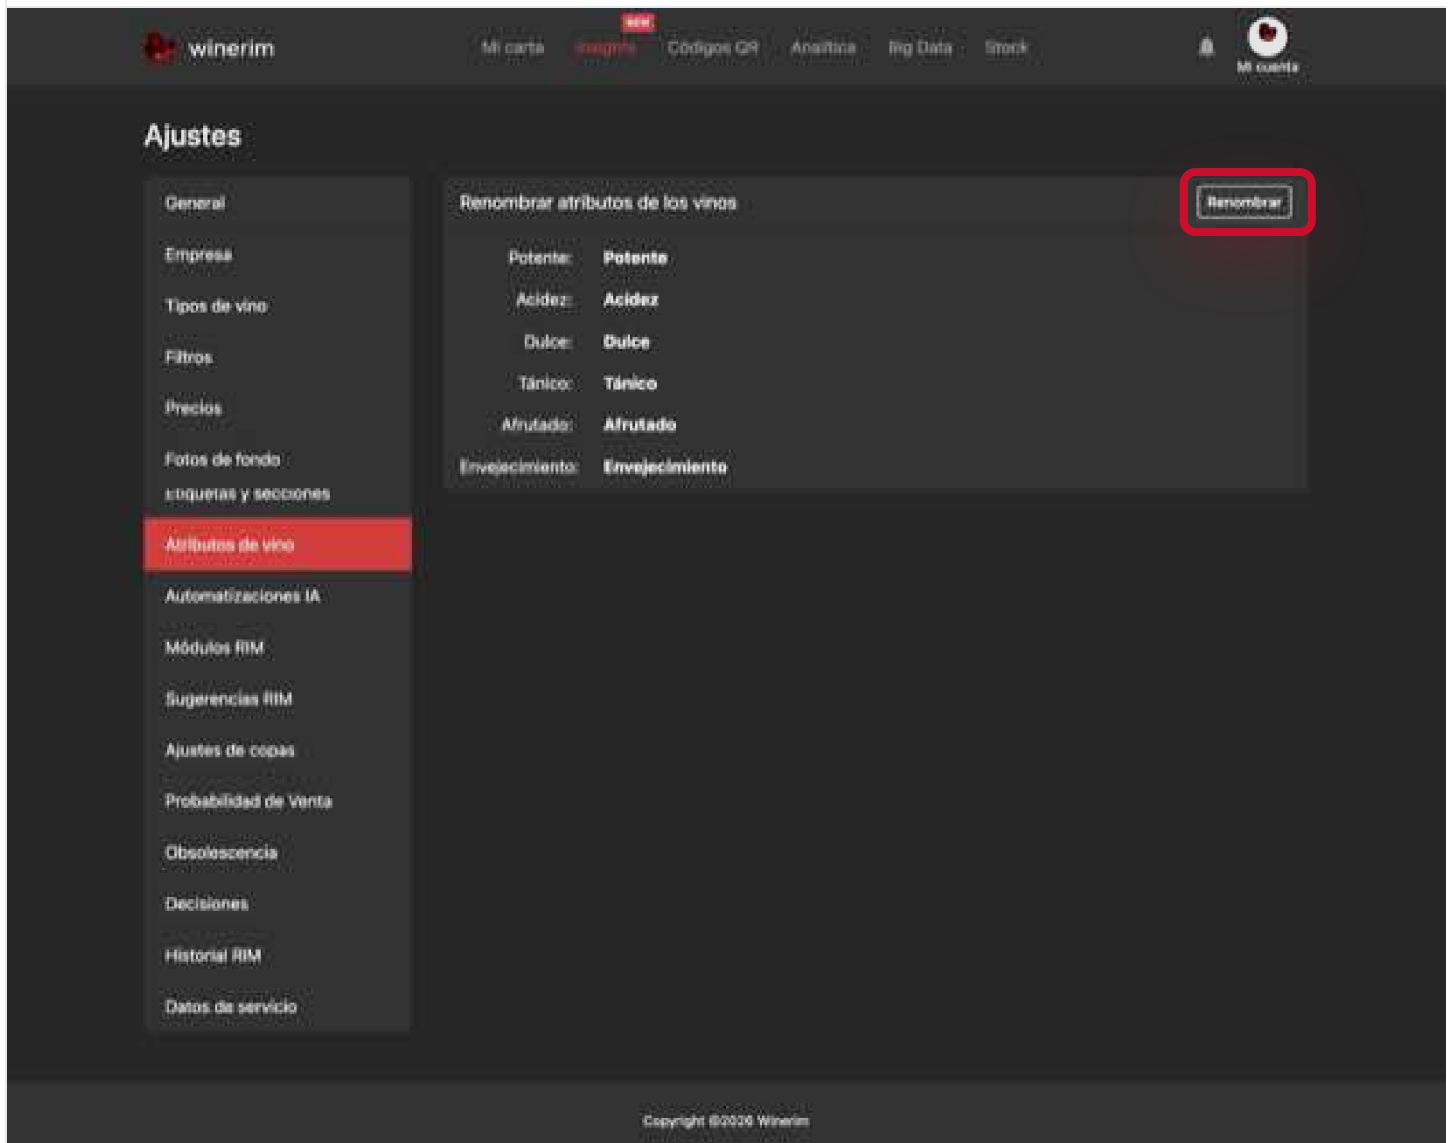 NEW
winerim
Mi carta Insights Códigos QR Analítica Big Data Stock
Mi cuenta
Ajustes
General
Empresa
Tipos de vino
Filtros
Precios
Fotos de fondo
Etiquetas y secciones
Atributos de vino
Automatizaciones IA
Módulos RIM
Sugerencias RIM
Ajustes de copas
Probabilidad de Venta
Obsolescencia
Decisiones
Historial RIM
Datos de servicio
Renombrar atributos de los vinos
Renombrar
Potente: Potente
Acidez: Acidez
Dulce: Dulce
Tánico: Tánico
Afrutado: Afrutado
Envejecimiento: Envejecimiento
Copyright ©2026 Winerim